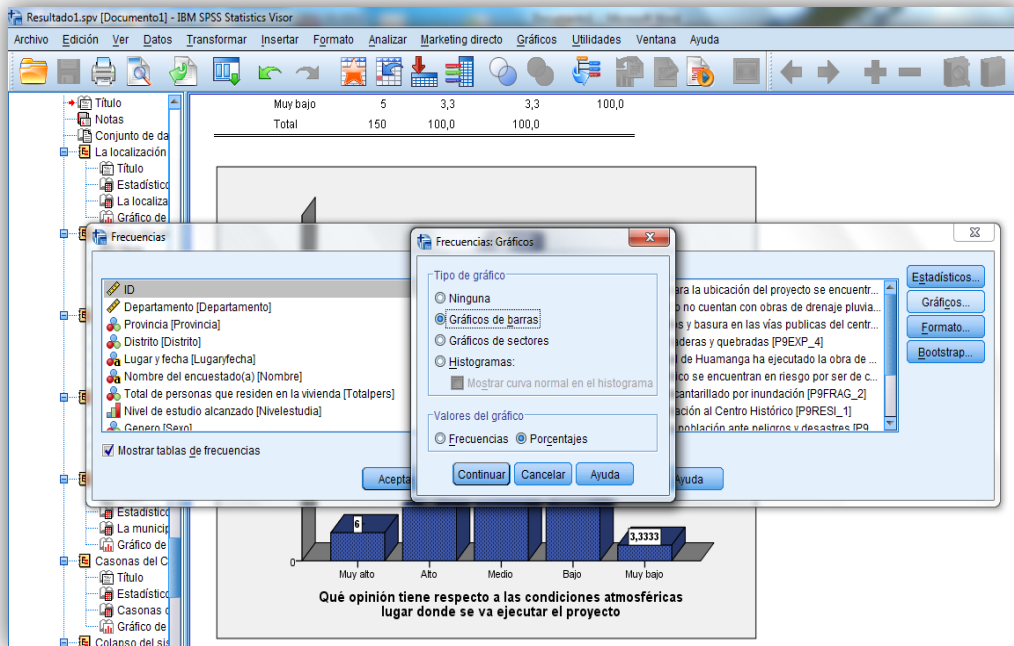 Resultado1.spv [Documento1] - IBM SPSS Statistics Visor
Archivo Edición Ver Datos Transformar Insertar Formato Analizar Marketing directo Gráficos Utilidades Ventana Ayuda
Título
Notas
Conjunto de da
La localización
Título
Estadístic
La localiza
Gráfico de
Muy bajo 5 3,3 3,3 100,0
Total 150 100,0 100,0
Frecuencias
ID
Departamento [Departamento]
Provincia [Provincia]
Distrito [Distrito]
Lugar y fecha [Lugaryfecha]
Nombre del encuestado(a) [Nombre]
Total de personas que residen en la vivienda [Totalpers]
Nivel de estudio alcanzado [Nivelestudia]
Genero [Sexo]
Mostrar tablas de frecuencias
Acepta
Frecuencias: Gráficos
Tipo de gráfico
Ninguna
Gráficos de barras
Gráficos de sectores
Histogramas:
Mostrar curva normal en el histograma
Valores del gráfico
Frecuencias Porcentajes
Continuar Cancelar Ayuda
ara la ubicación del proyecto se encuentr...
o no cuentan con obras de drenaje pluvia...
s y basura en las vías publicas del centr...
aderas y quebradas [P9EXP_4]
l de Huamanga ha ejecutado la obra de ...
ico se encuentran en riesgo por ser de c...
cantarillado por inundación [P9FRAG_2]
ación al Centro Histórico [P9RESI_1]
población ante peligros y desastres [P9
Ayuda
Estadísticos...
Gráficos...
Formato...
Bootstrap...
Estadístic
La municip
Gráfico de
Casonas del C
Título
Estadístic
Casonas d
Gráfico de
Colapso del sis
6
3,3333
0
Muy alto Alto Medio Bajo Muy bajo
Qué opinión tiene respecto a las condiciones atmosféricas
lugar donde se va ejecutar el proyecto